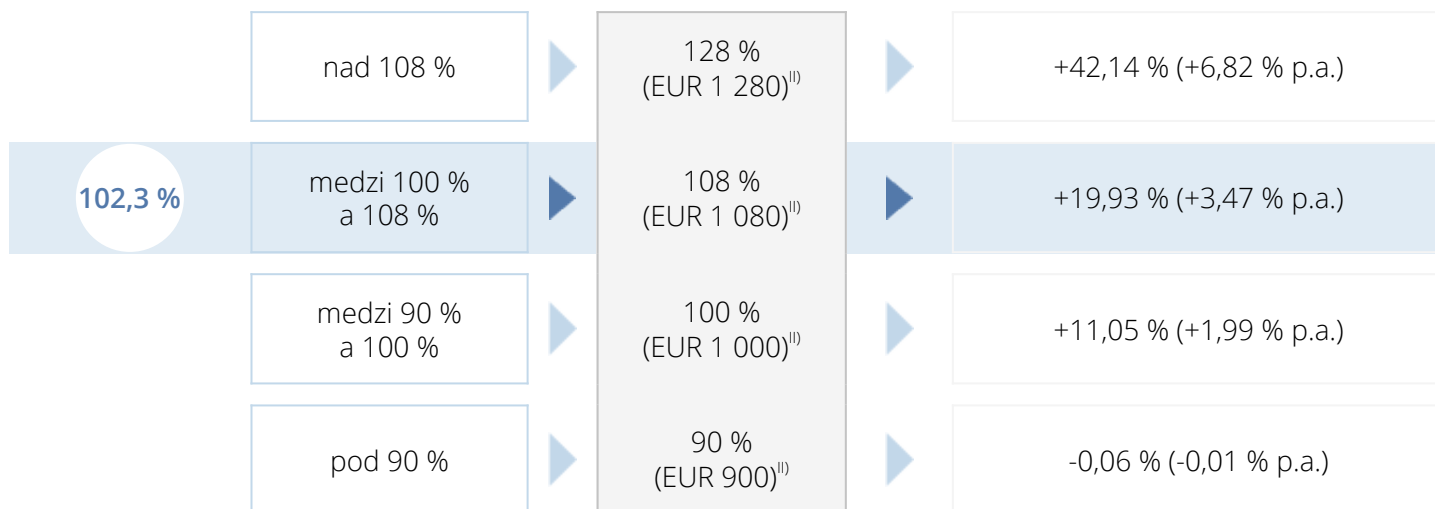 nad 108 %
128 %
(EUR 1 280)II)
+42,14 % (+6,82 % p.a.)
102,3 %
medzi 100 %
a 108 %
108 %
(EUR 1 080)II)
+19,93 % (+3,47 % p.a.)
medzi 90 %
a 100 %
100 %
(EUR 1 000)II)
+11,05 % (+1,99 % p.a.)
pod 90 %
90 %
(EUR 900)II)
-0,06 % (-0,01 % p.a.)